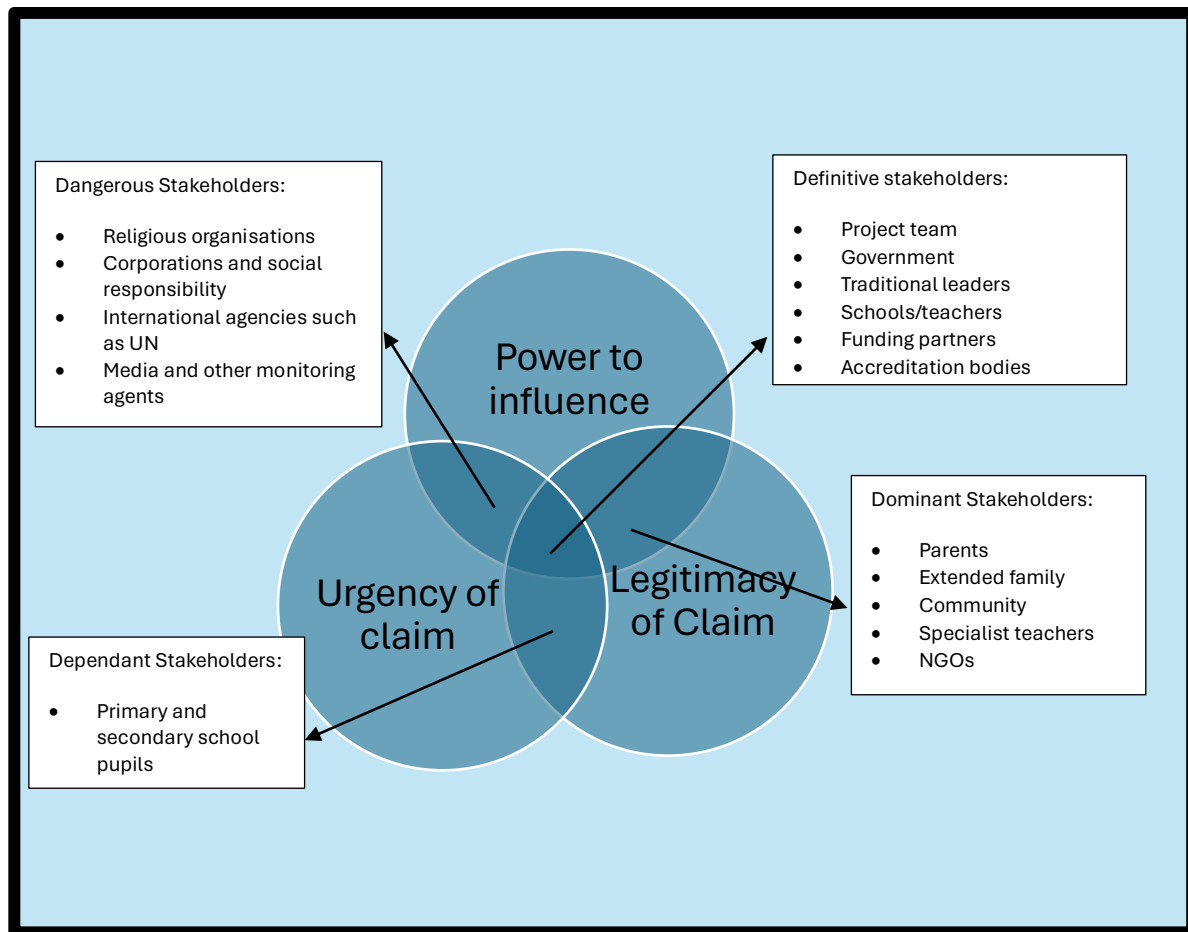 Dangerous Stakeholders:
• Religious organisations
• Corporations and social
responsibility
• International agencies such
as UN
• Media and other monitoring
agents
Definitive stakeholders:
• Project team
• Government
• Traditional leaders
• Schools/teachers
• Funding partners
• Accreditation bodies
Power to
influence
Dominant Stakeholders:
• Parents
• Extended family
• Community
• Specialist teachers
• NGOs
Urgency of
claim
Legitimacy
of Claim
Dependant Stakeholders:
• Primary and
secondary school
pupils